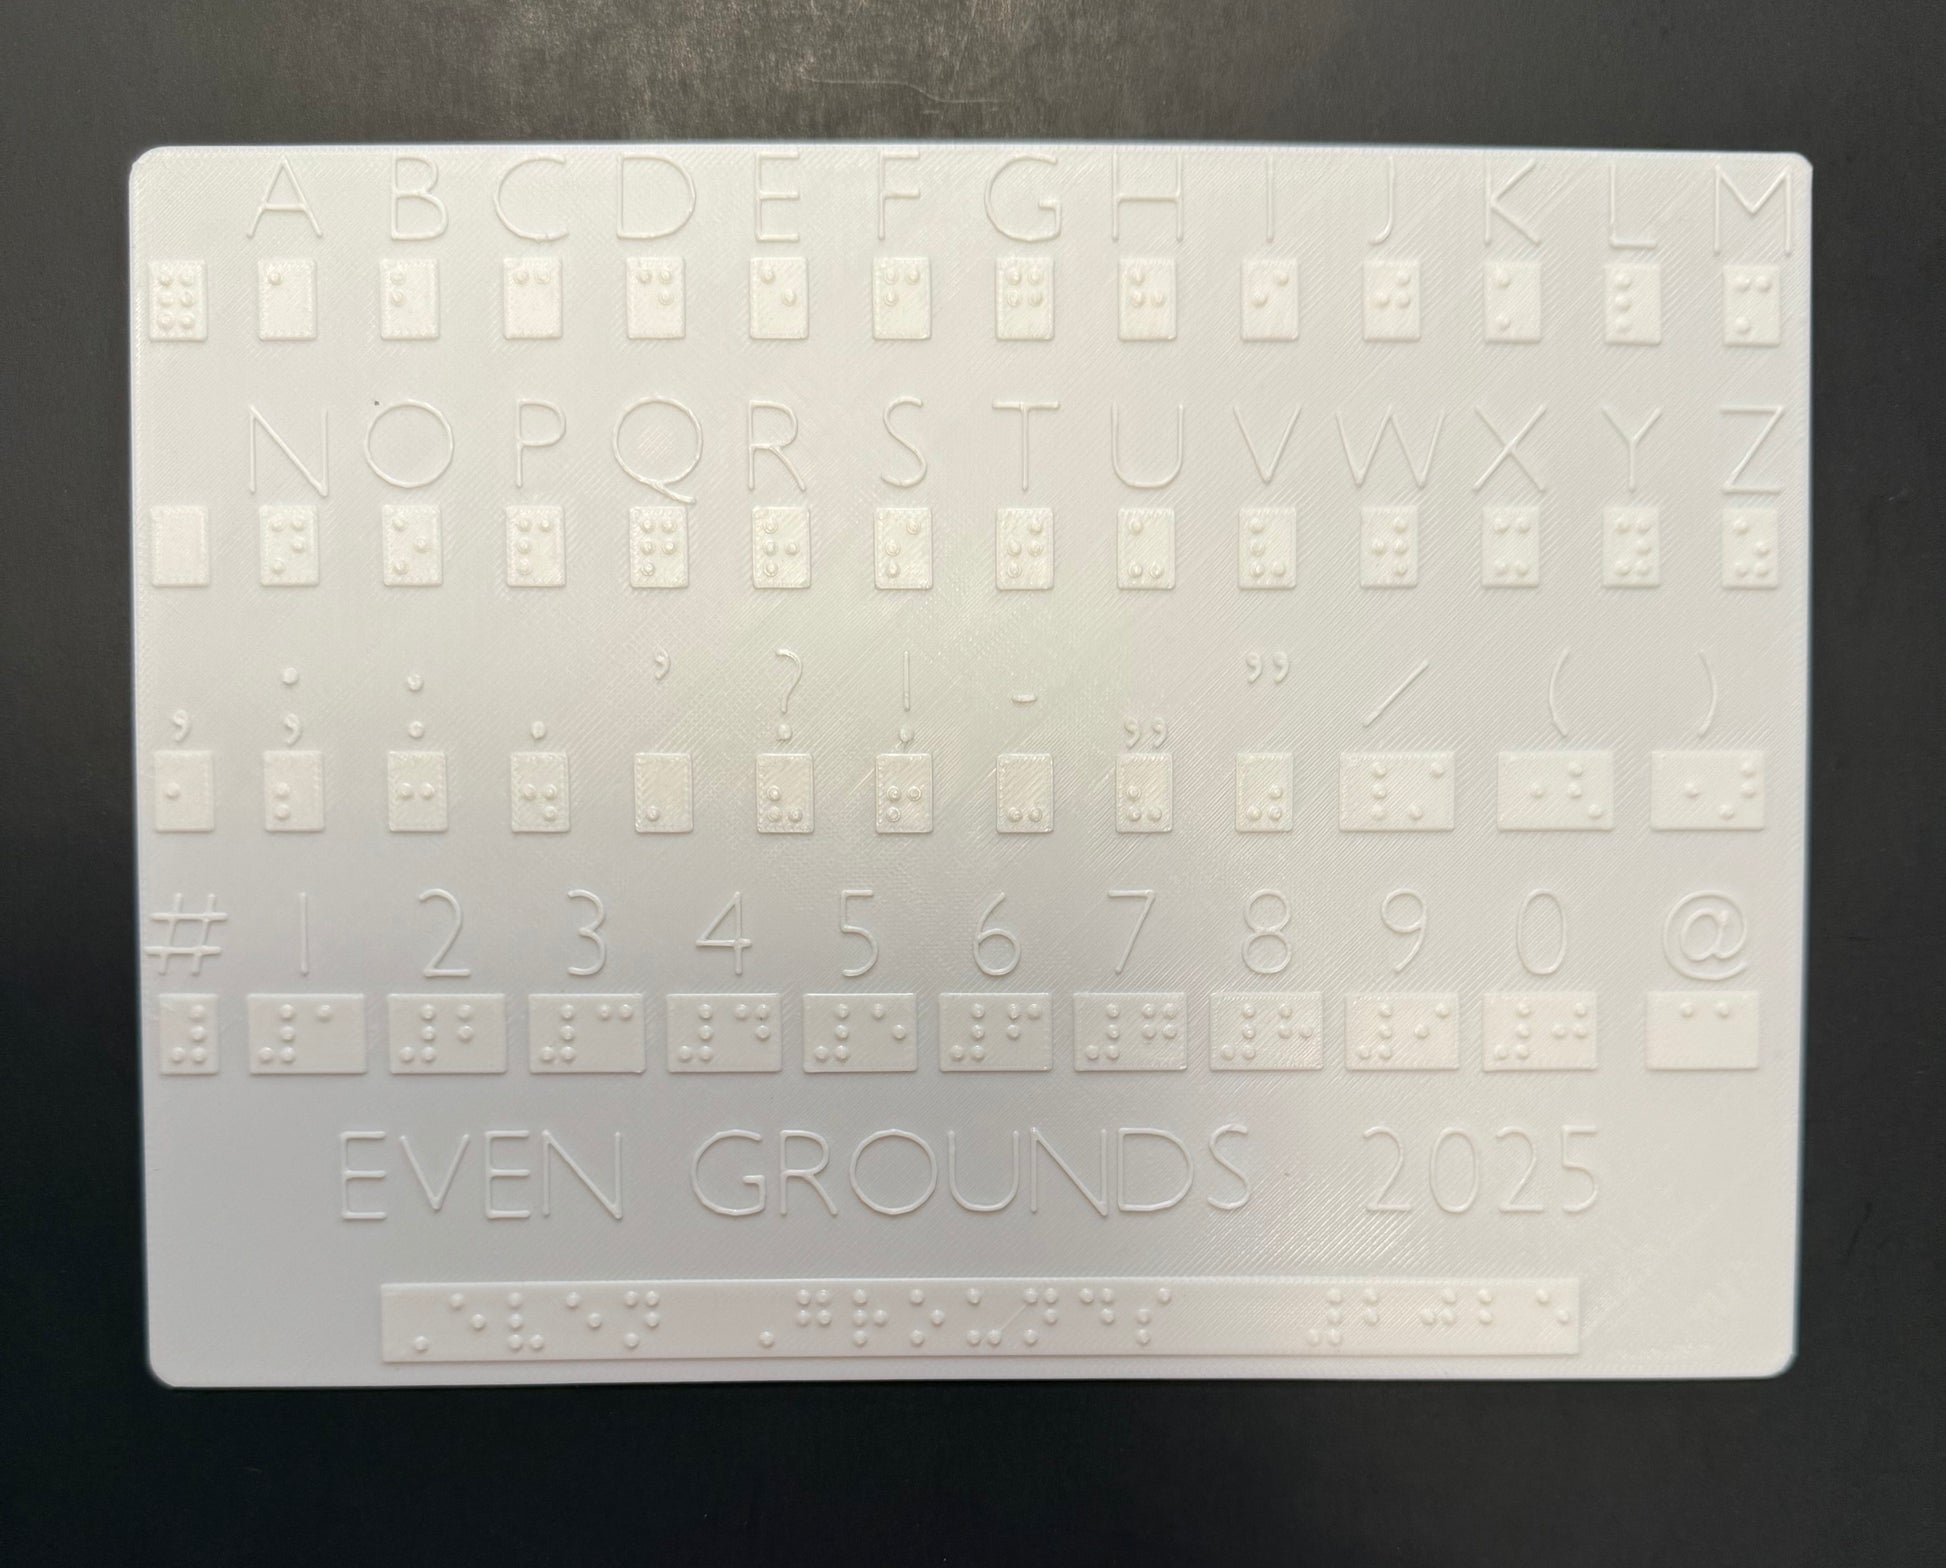 A B C D E F G H I J K L M
⠿ ⠁ ⠃ ⠉ ⠙ ⠑ ⠋ ⠛ ⠓ ⠊ ⠚ ⠅ ⠇ ⠍
N O P Q R S T U V W X Y Z
⠀ ⠝ ⠕ ⠏ ⠟ ⠗ ⠎ ⠞ ⠥ ⠧ ⠺ ⠭ ⠽ ⠵
, ; : . ’ ? ! - ,, ’’ / ( )
⠂ ⠆ ⠒ ⠲ ⠄ ⠦ ⠖ ⠤ ⠦ ⠴ ⠸⠌ ⠐⠣ ⠐⠜
# 1 2 3 4 5 6 7 8 9 0 @
⠼ ⠼⠁ ⠼⠃ ⠼⠉ ⠼⠙ ⠼⠑ ⠼⠋ ⠼⠛ ⠼⠓ ⠼⠊ ⠼⠚ ⠈⠁
EVEN GROUNDS 2025
⠠⠑⠧⠑⠝ ⠠⠛⠗⠕⠥⠝⠙⠎ ⠼⠃⠚⠃⠑